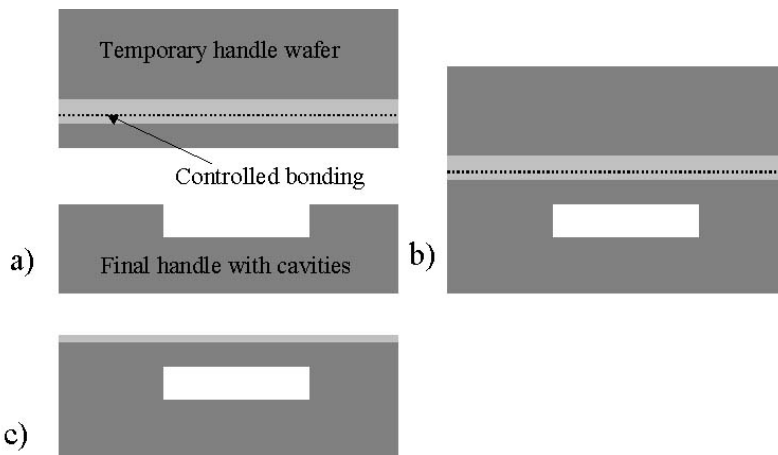 Temporary handle wafer
Controlled bonding
a)
Final handle with cavities
b)
c)